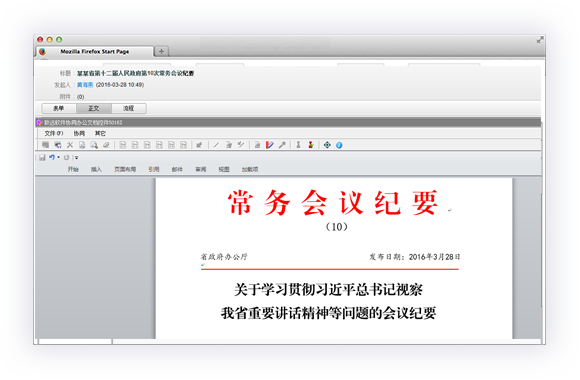 Mozilla Firefox Start Page
标题 某某省第十二届人民政府第10次常务会议纪要
发起人 黄海燕 (2016-03-28 10:49)
附件 (0)
表单 正文 流程
致远软件协同办公文档控件50162
文件(F) 协同 其它
开始 插入 页面布局 引用 邮件 审阅 视图 加载项
常务会议纪要
（10）
省政府办公厅 发布日期：2016年3月28日
关于学习贯彻习近平总书记视察
我省重要讲话精神等问题的会议纪要